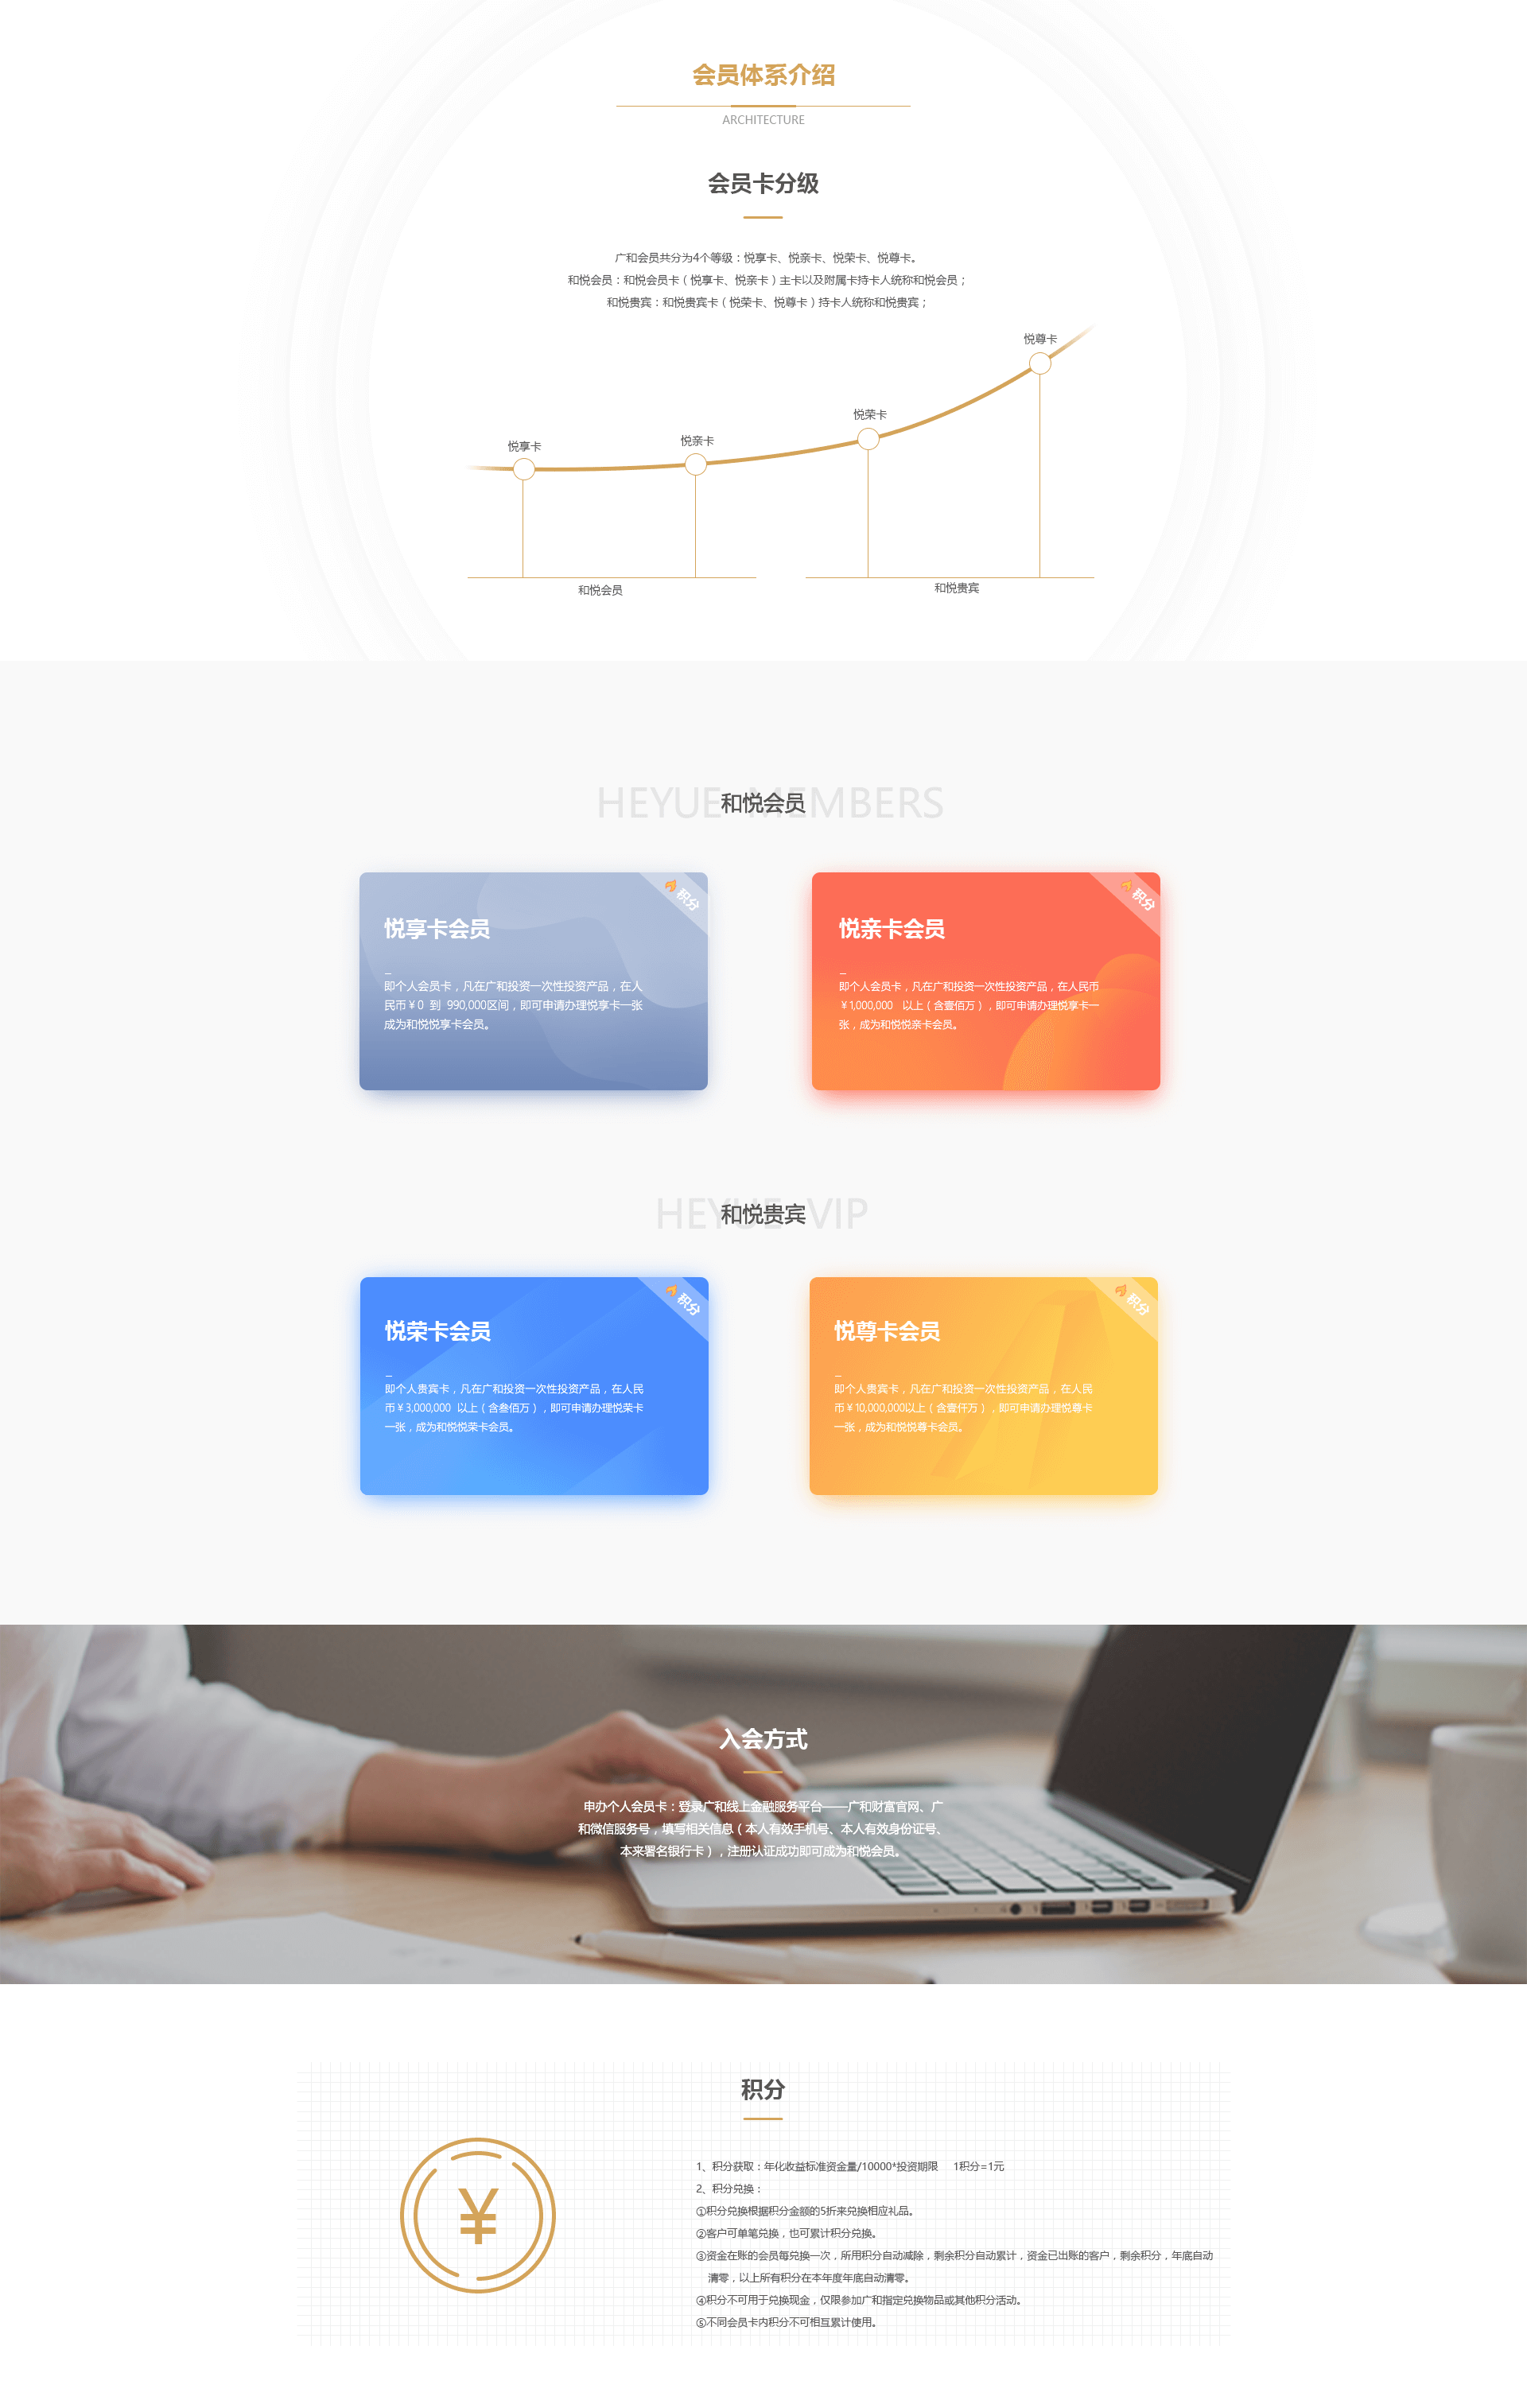 会员体系介绍
ARCHITECTURE
会员卡分级
广和会员共分为4个等级：悦享卡、悦亲卡、悦荣卡、悦尊卡。
和悦会员：和悦会员卡（悦享卡、悦亲卡）主卡以及附属卡持卡人统称和悦会员；
和悦贵宾：和悦贵宾卡（悦荣卡、悦尊卡）持卡人统称和悦贵宾；
悦享卡
悦亲卡
悦荣卡
悦尊卡
和悦会员
和悦贵宾
HEYUE MEMBERS
和悦会员
积分
悦享卡会员
即个人会员卡，凡在广和投资一次性投资产品，在人
民币￥0 到 990,000区间，即可申请办理悦享卡一张
成为和悦悦享卡会员。
积分
悦亲卡会员
即个人会员卡，凡在广和投资一次性投资产品，在人民币
￥1,000,000 以上（含壹佰万），即可申请办理悦享卡一
张，成为和悦悦亲卡会员。
HEYUE VIP
和悦贵宾
积分
悦荣卡会员
即个人贵宾卡，凡在广和投资一次性投资产品，在人民
币￥3,000,000 以上（含叁佰万），即可申请办理悦荣卡
一张，成为和悦悦荣卡会员。
积分
悦尊卡会员
即个人贵宾卡，凡在广和投资一次性投资产品，在人民
币￥10,000,000以上（含壹仟万），即可申请办理悦尊卡
一张，成为和悦悦尊卡会员。
入会方式
申办个人会员卡：登录广和线上金融服务平台——广和财富官网、广
和微信服务号，填写相关信息（本人有效手机号、本人有效身份证号、
本来署名银行卡），注册认证成功即可成为和悦会员。
积分
¥
1、积分获取：年化收益标准资金量/10000*投资期限 1积分=1元
2、积分兑换：
①积分兑换根据积分金额的5折来兑换相应礼品。
②客户可单笔兑换，也可累计积分兑换。
③资金在账的会员每兑换一次，所用积分自动减除，剩余积分自动累计，资金已出账的客户，剩余积分，年底自动
清零，以上所有积分在本年度年底自动清零。
④积分不可用于兑换现金，仅限参加广和指定兑换物品或其他积分活动。
⑤不同会员卡内积分不可相互累计使用。